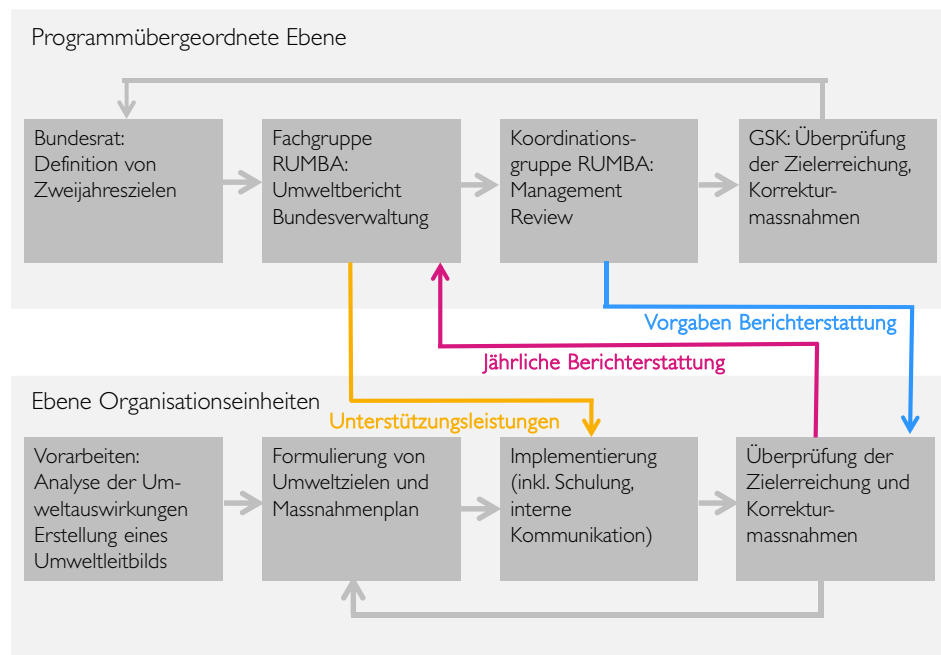 Programmübergeordnete Ebene
Bundesrat:
Definition von
Zweijahreszielen
Fachgruppe
RUMBA:
Umweltbericht
Bundesverwaltung
Koordinations-
gruppe RUMBA:
Management
Review
GSK: Überprüfung
der Zielerreichung,
Korrektur-
massnahmen
Vorgaben Berichterstattung
Jährliche Berichterstattung
Ebene Organisationseinheiten
Unterstützungsleistungen
Vorarbeiten:
Analyse der Um-
weltauswirkungen
Erstellung eines
Umweltleitbilds
Formulierung von
Umweltzielen und
Massnahmenplan
Implementierung
(inkl. Schulung,
interne
Kommunikation)
Überprüfung der
Zielerreichung und
Korrektur-
massnahmen